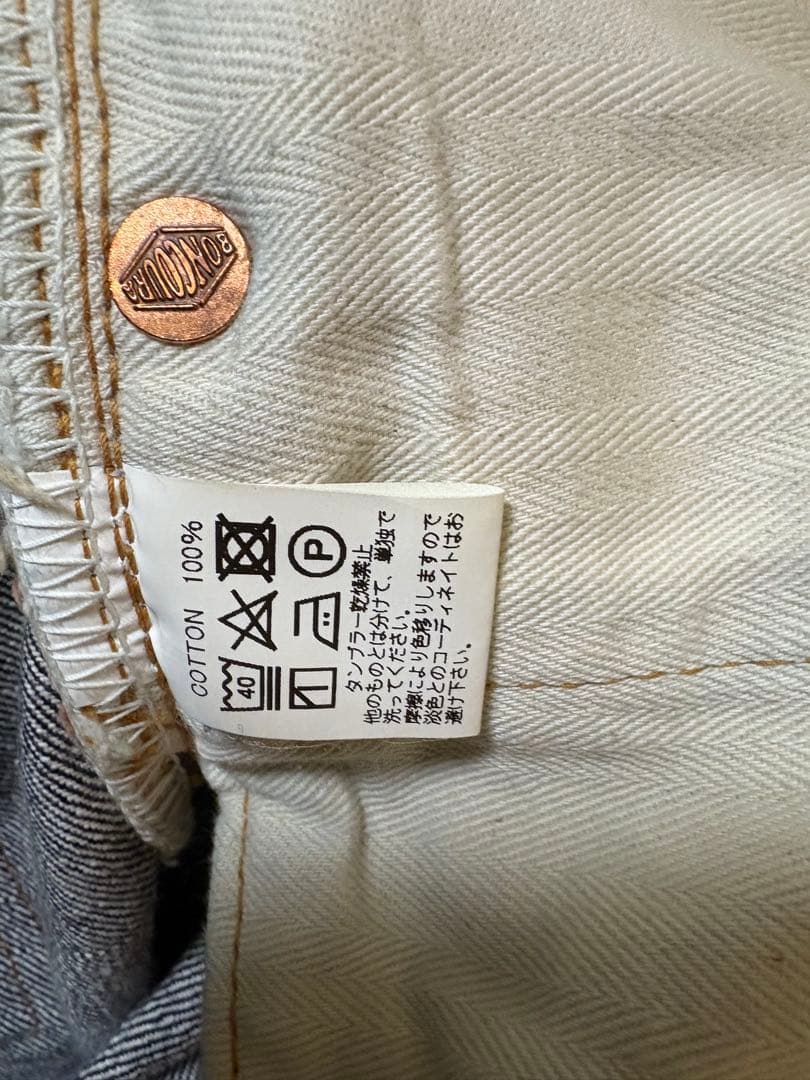 BONCOURA
COTTON 100%
40
P
タンブラー乾燥禁止
他のものとは分けて、単独で
洗ってください。
摩擦により色移りしますので
淡色とのコーディネイトはお
避け下さい。